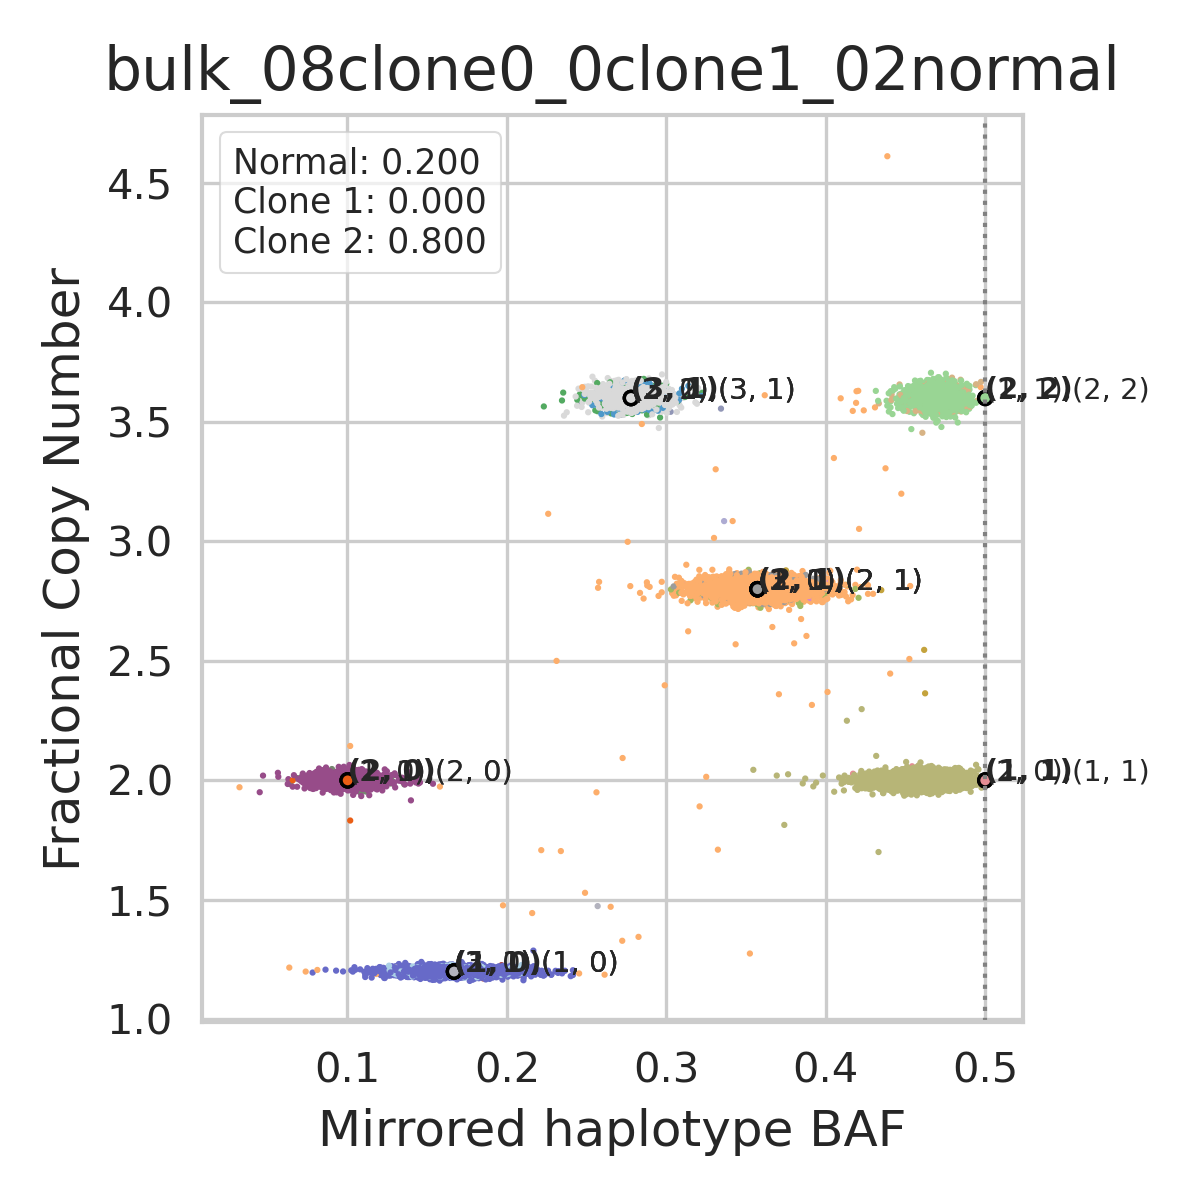 bulk_08clone0_0clone1_02normal
Normal: 0.200
Clone 1: 0.000
Clone 2: 0.800
Fractional Copy Number
4.5
4.0
3.5
3.0
2.5
2.0
1.5
1.0
(3, 1)
(2, 2)
(2, 1)
(2, 0)
(1, 1)
(1, 0)
0.1 0.2 0.3 0.4 0.5
Mirrored haplotype BAF